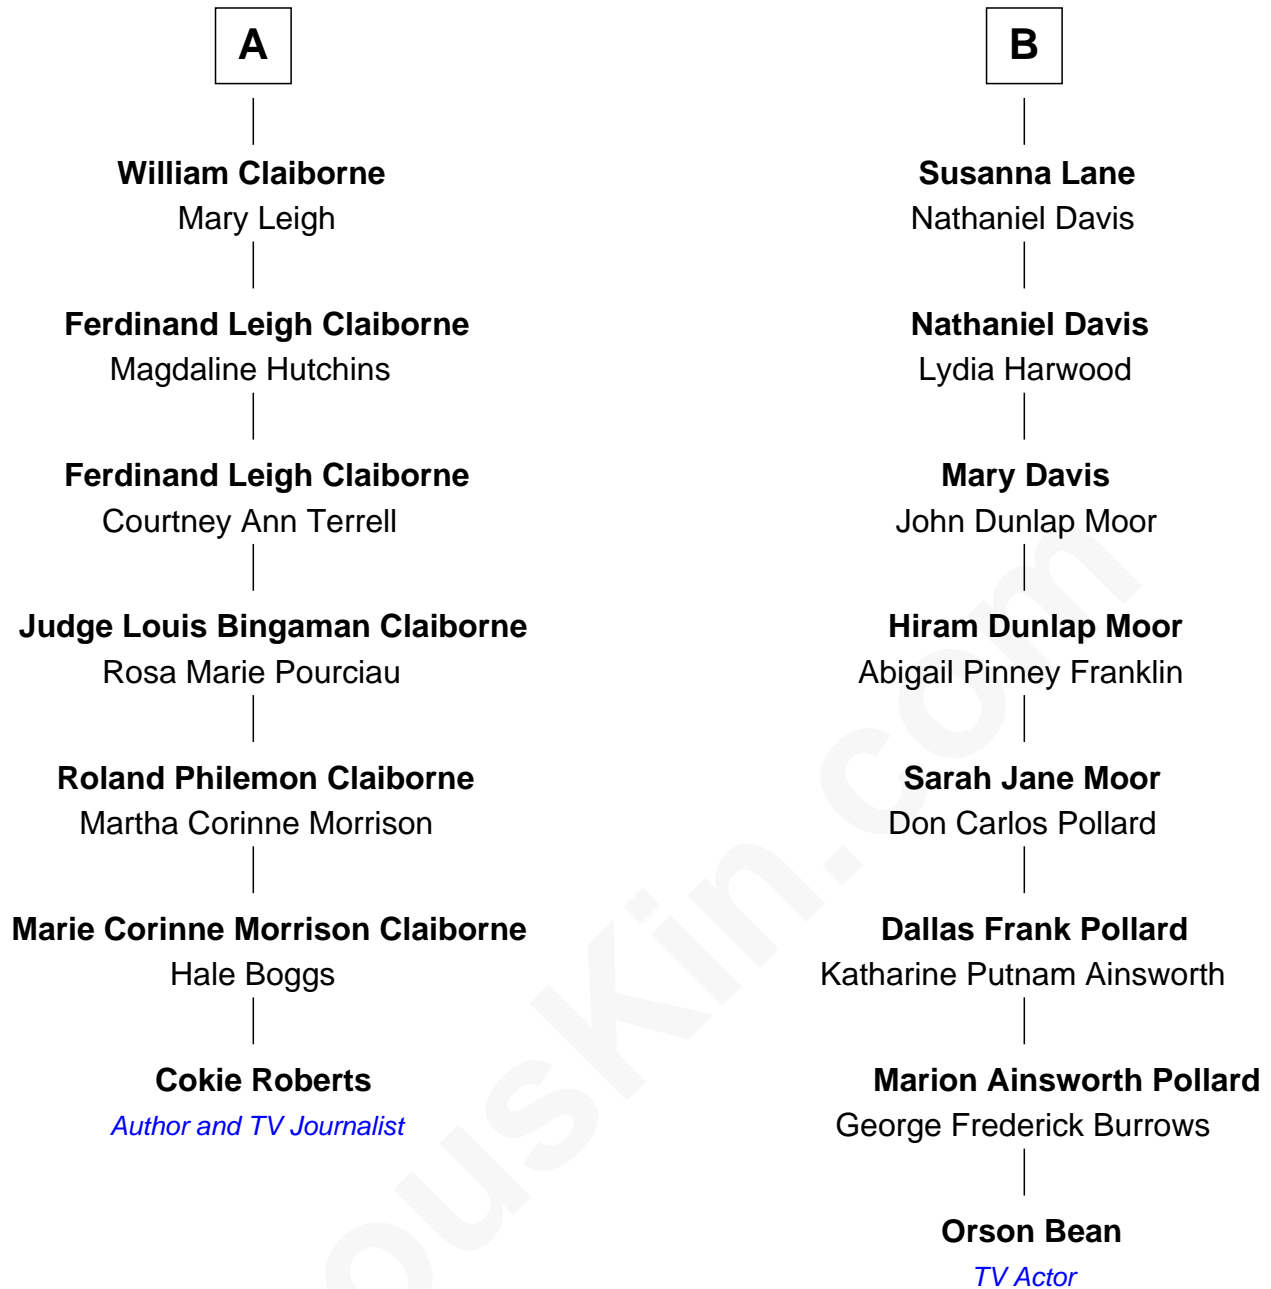 A
William Claiborne
Mary Leigh
Ferdinand Leigh Claiborne
Magdaline Hutchins
Ferdinand Leigh Claiborne
Courtney Ann Terrell
Judge Louis Bingaman Claiborne
Rosa Marie Pourciau
Roland Philemon Claiborne
Martha Corinne Morrison
Marie Corinne Morrison Claiborne
Hale Boggs
Cokie Roberts
Author and TV Journalist
B
Susanna Lane
Nathaniel Davis
Nathaniel Davis
Lydia Harwood
Mary Davis
John Dunlap Moor
Hiram Dunlap Moor
Abigail Pinney Franklin
Sarah Jane Moor
Don Carlos Pollard
Dallas Frank Pollard
Katharine Putnam Ainsworth
Marion Ainsworth Pollard
George Frederick Burrows
Orson Bean
TV Actor
ousKin.com